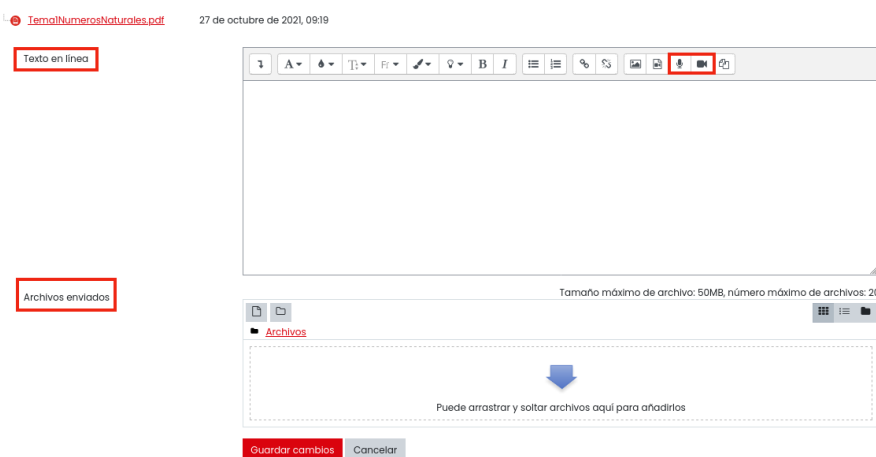 Tema1NumerosNaturales.pdf 27 de octubre de 2021, 09:19
Texto en línea
A B I
Tamaño máximo de archivo: 50MB, número máximo de archivos: 20
Archivos enviados
Archivos
Puede arrastrar y soltar archivos aquí para añadirlos
Guardar cambios Cancelar